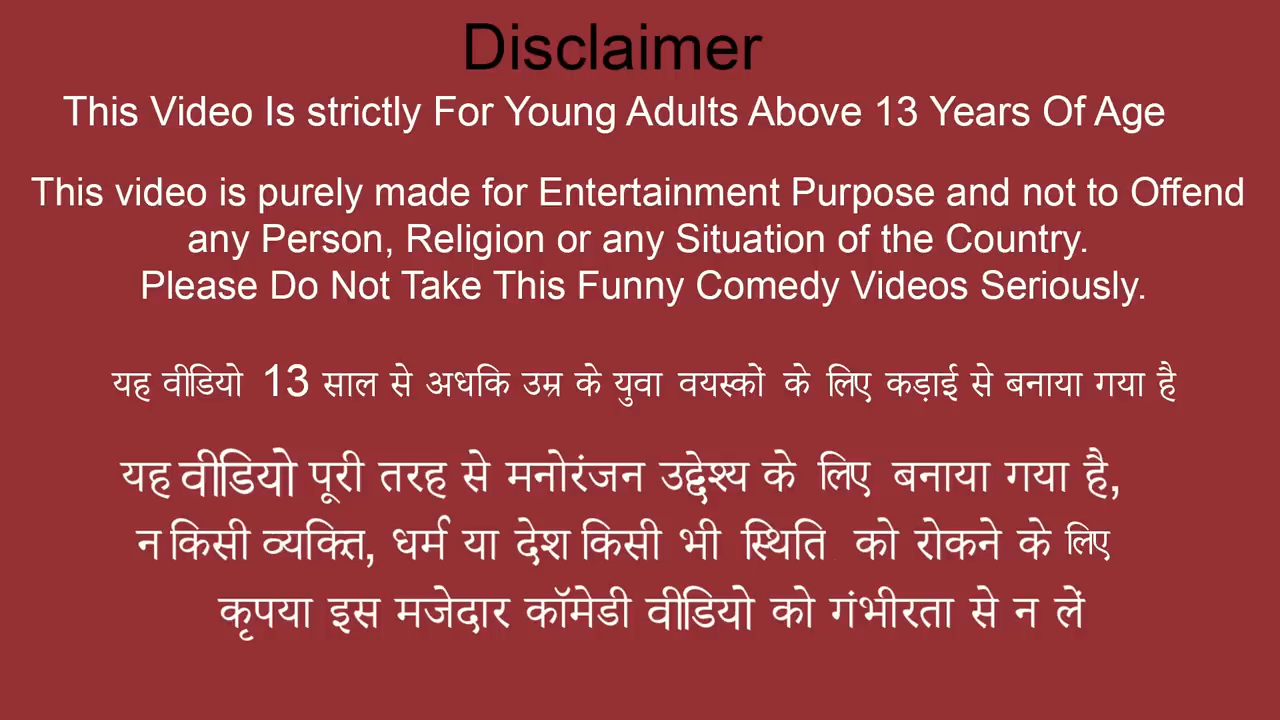 Disclaimer
This Video Is strictly For Young Adults Above 13 Years Of Age
This video is purely made for Entertainment Purpose and not to Offend
any Person, Religion or any Situation of the Country.
Please Do Not Take This Funny Comedy Videos Seriously.
यह वीडियो 13 साल से अधकि उम्र के युवा वयस्कों के लिए कड़ाई से बनाया गया है
यह वीडियो पूरी तरह से मनोरंजन उद्देश्य के लिए बनाया गया है,
न किसी व्यक्ति, धर्म या देश किसी भी स्थिति को रोकने के लिए
कृपया इस मजेदार कॉमेडी वीडियो को गंभीरता से न लें